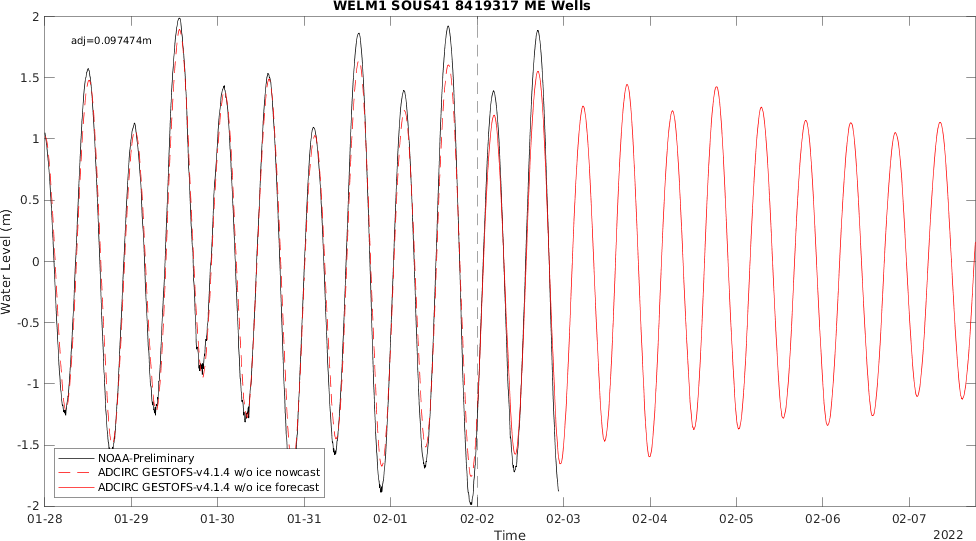 WELM1 SOUS41 8419317 ME Wells
adj=0.097474m
Water Level (m)
2
1.5
1
0.5
0
-0.5
-1
-1.5
-2
NOAA-Preliminary
ADCIRC GESTOFS-v4.1.4 w/o ice nowcast
ADCIRC GESTOFS-v4.1.4 w/o ice forecast
01-28 01-29 01-30 01-31 02-01 02-02 02-03 02-04 02-05 02-06 02-07
Time
2022